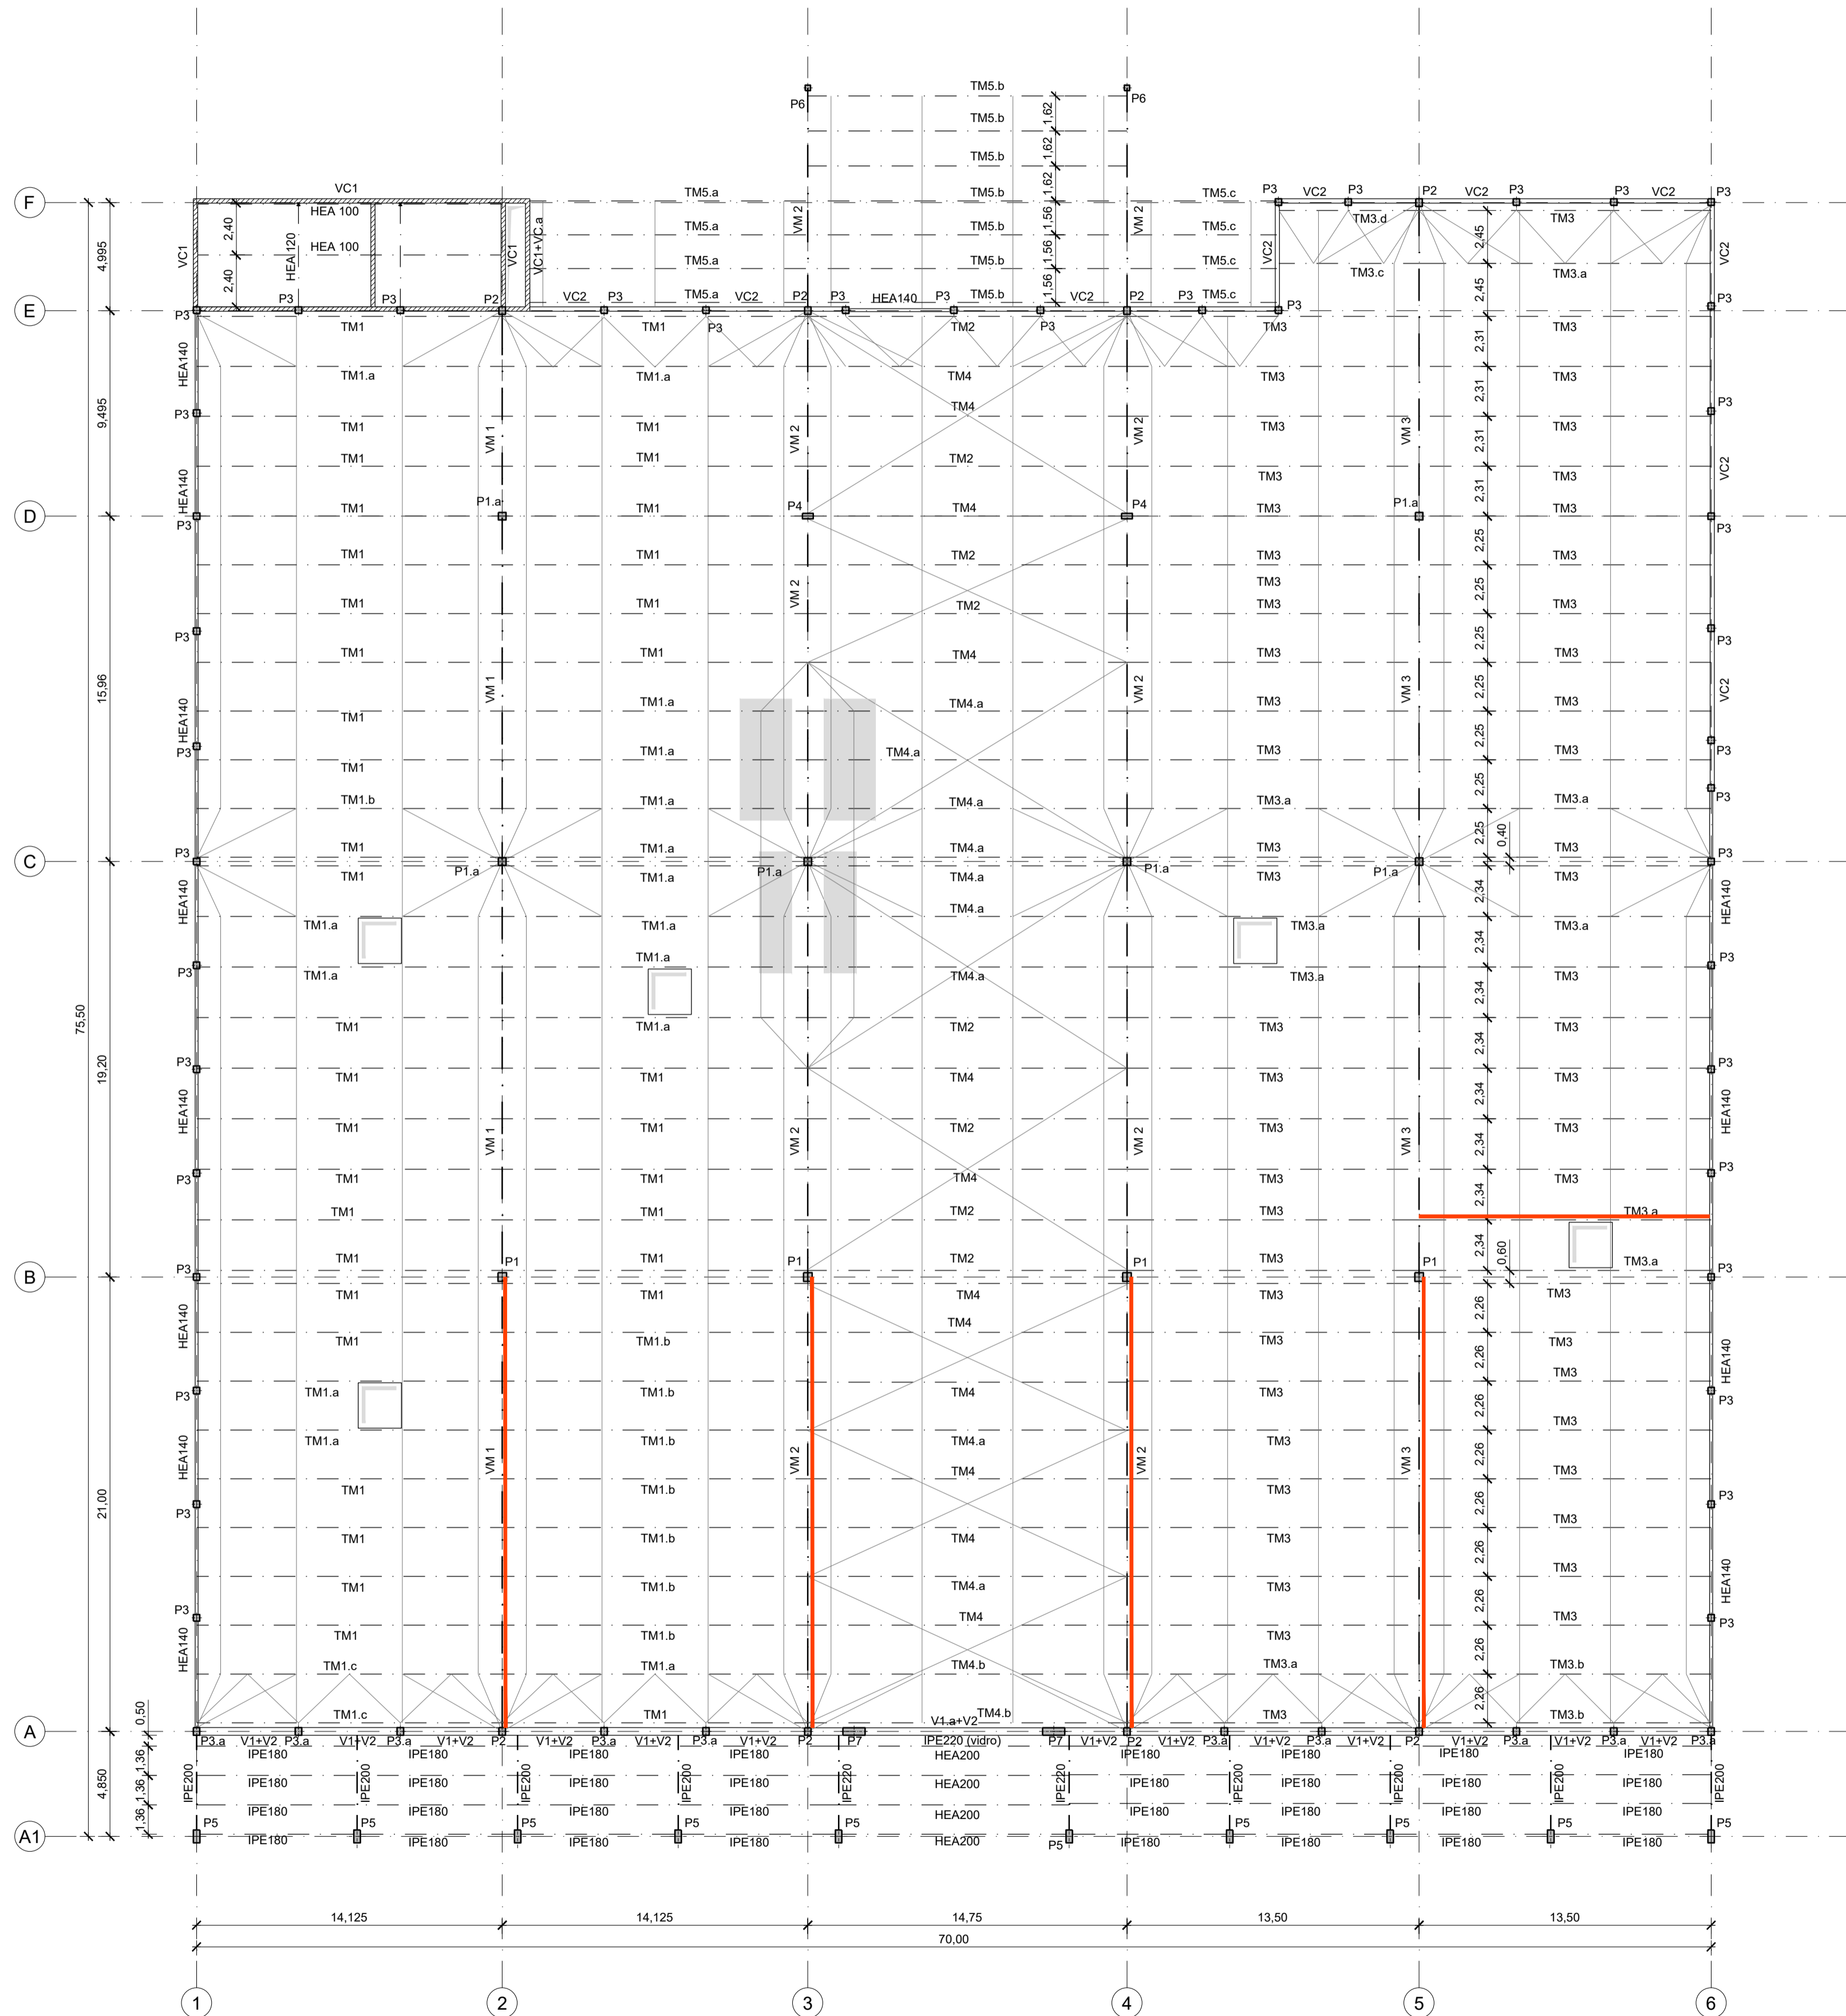 TM5.b
P6 P6
TM5.b 1,62
TM5.b 1,62
VC1 TM5.a TM5.b 1,62 TM5.c P3 VC2 P3 P2 VC2 P3 P3 VC2 P3
F
HEA 100 VM 2 VM 2 TM3.d TM3
2,40 TM5.a TM5.b 1,56 TM5.c 2,45
4,995 VC1 HEA 120 HEA 100 VC1 VC1+VC.a VC2 VC2
TM5.a TM5.b 1,56 TM5.c TM3.c TM3.a
2,40 1,56 2,45
P3 P3 P2 TM5.a VC2 P3 VC2 P2 P3 HEA140 P3 TM5.b VC2 P2 P3 TM5.c P3 P3
E
P3 TM1 TM1 P3 TM2 P3 TM3 TM3
HEA140 2,31
TM1.a TM1.a TM4 TM3 TM3
9,495 P3 TM4 2,31 P3
TM1 VM 1 TM1 VM 2 VM 2 TM3 VM 3 TM3
TM1 TM1 TM2 TM3 2,31 TM3 VC2
HEA140 2,31
P1.a P4 P4 P1.a
D
P3 TM1 TM1 TM4 TM3 TM3 P3
2,25
TM1 TM1 TM2 TM3 TM3
VM 2 TM3 2,25
TM1 TM1 TM2 TM3 TM3
P3 P3
15,96 2,25
TM1 TM1 TM4 TM3 TM3
VM 1 VM 2 VM 3 2,25 VC2
TM1 TM1.a TM4.a TM3 TM3
HEA140 2,25
P3 TM1 TM1.a TM4.a TM3 TM3 P3
2,25
TM1.b TM1.a TM4.a TM3.a TM3.a P3
2,25 0,40
C
P3 TM1 TM1.a TM4.a TM3 TM3 P3
TM1 P1.a TM1.a P1.a TM4.a P1.a TM3 P1.a TM3
HEA140 2,34 HEA140
TM1.a TM1.a TM4.a TM3.a TM3.a
2,34
TM1.a
P3 TM1.a TM4.a TM3.a TM3 P3
2,34
75,50
TM1 TM1.a TM2 TM3 TM3
2,34
P3 P3
19,20 TM1 TM1 TM4 TM3 TM3
HEA140 2,34 HEA140
TM1 VM 1 TM1 VM 2 TM2 VM 2 TM3 VM 3 TM3
2,34
P3 TM1 TM1 TM4 TM3 TM3 P3
2,34
TM1 TM1 TM2 TM3 TM3.a
2,34 0,60
P3 TM1 P1 TM1 P1 TM2 P1 TM3 P1 TM3.a P3
B
TM1 TM1 TM4 TM3 TM3
HEA140 TM4 2,26 HEA140
TM1 TM1.b TM3 TM3
2,26 TM3
P3 TM1.a TM1.b TM4 TM3 P3
2,26 TM3
TM1.a TM1.b TM4.a TM3
HEA140 VM 1 VM 2 TM4 VM 2 VM 3 2,26 TM3
TM1 TM1.b TM3 P3
P3 2,26 TM3
21,00 TM1 TM1.b TM4 TM3
2,26 TM3
TM1 TM1.b TM4.a TM3 HEA140
P3 2,26
TM4 TM3 P3
TM1 TM1.b TM3
HEA140 2,26
TM1.c TM1.a TM4.b TM3.a TM3.b
2,26
0,50 TM1.c TM1 TM4.b TM3 TM3.b
A
V1.a+V2
P3.a V1+V2 P3.a V1+V2 P3.a V1+V2 P2 V1+V2 P3.a V1+V2 P3.a V1+V2 P2 P7 IPE220 (vidro) P7 V1+V2 P2 V1+V2 P3.a V1+V2 P3.a V1+V2 P2 V1+V2 P3.a V1+V2 P3.a V1+V2 P3.a
1,36 IPE180 IPE180 IPE180 IPE180 HEA200 IPE180 IPE180 IPE180 IPE180
4,850 IPE200 IPE200 IPE200 IPE200 IPE220 IPE220 IPE200 IPE200 IPE200 IPE200
1,36 IPE180 IPE180 IPE180 IPE180 HEA200 IPE180 IPE180 IPE180 IPE180
1,36 IPE180 IPE180 IPE180 IPE180 HEA200 IPE180 IPE180 IPE180 IPE180
P5 P5 P5 P5 P5 P5 P5 P5 P5 P5
A1
IPE180 IPE180 IPE180 IPE180 HEA200 IPE180 IPE180 IPE180 IPE180
14,125 14,125 14,75 13,50 13,50
70,00
1 2 3 4 5 6